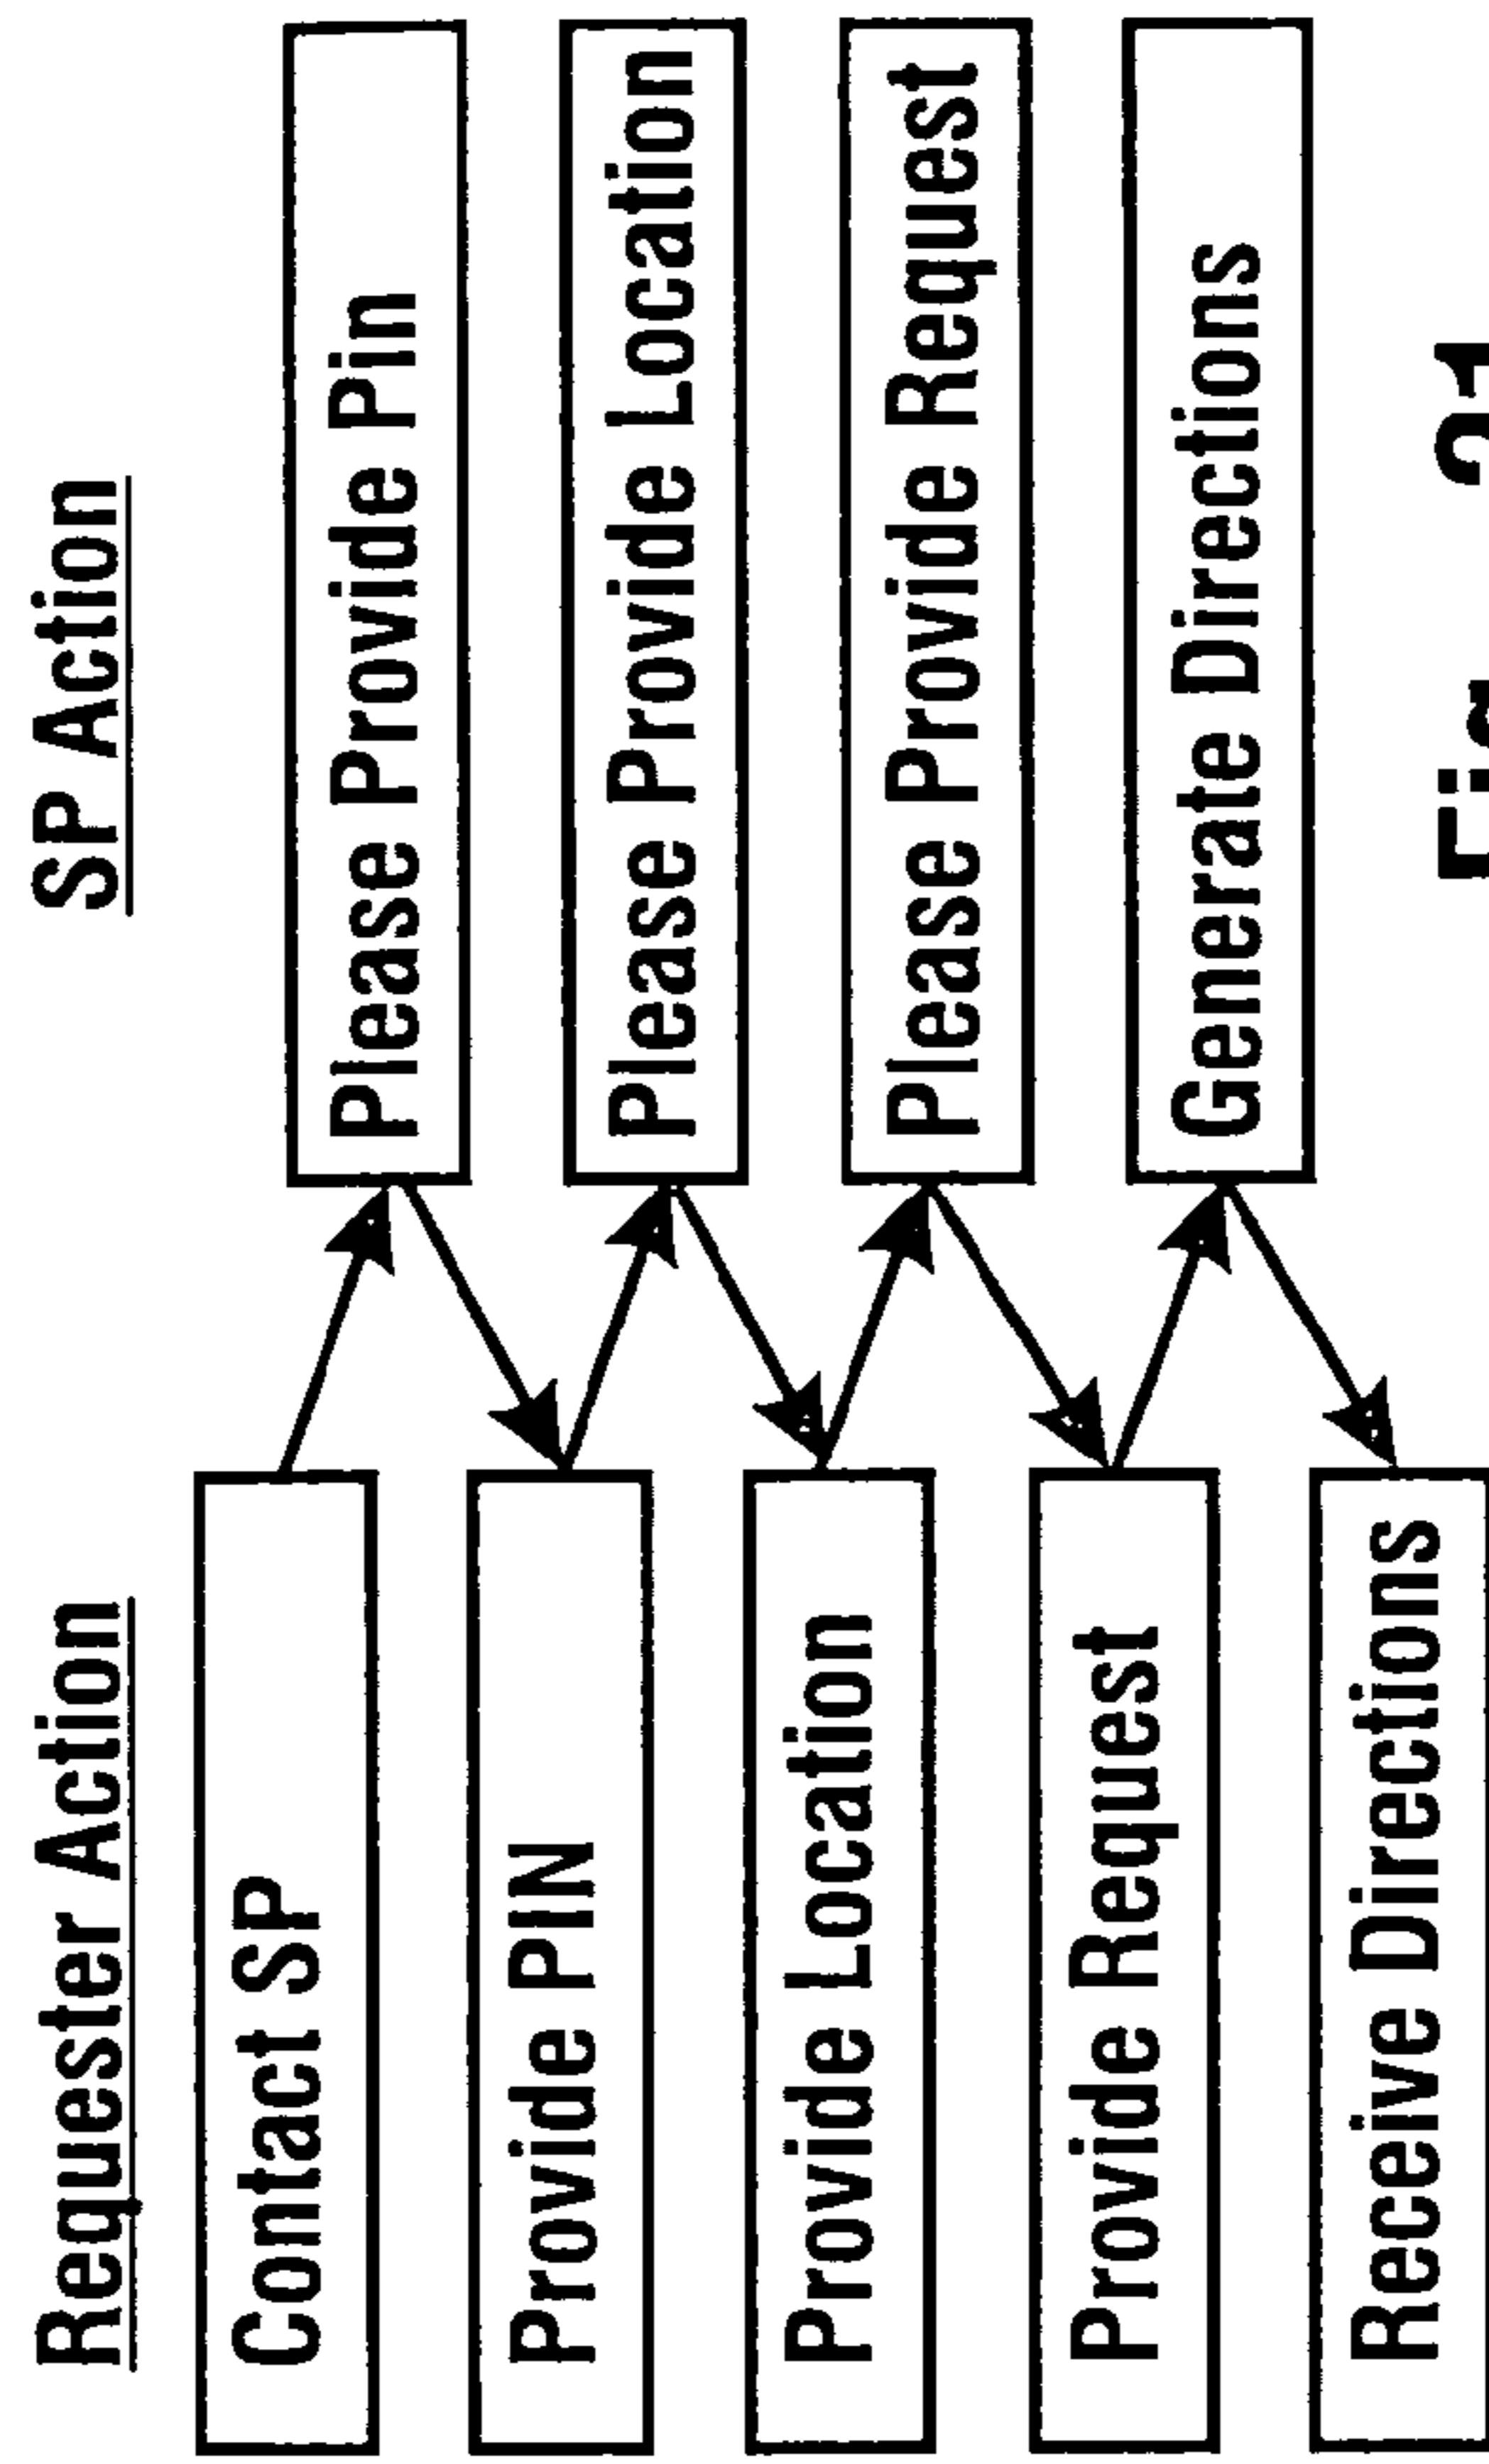 Requester Action
SP Action
Contact SP
Please Provide Pin
Provide PIN
Please Provide Location
Provide Location
Please Provide Request
Provide Request
Generate Directions
Receive Directions